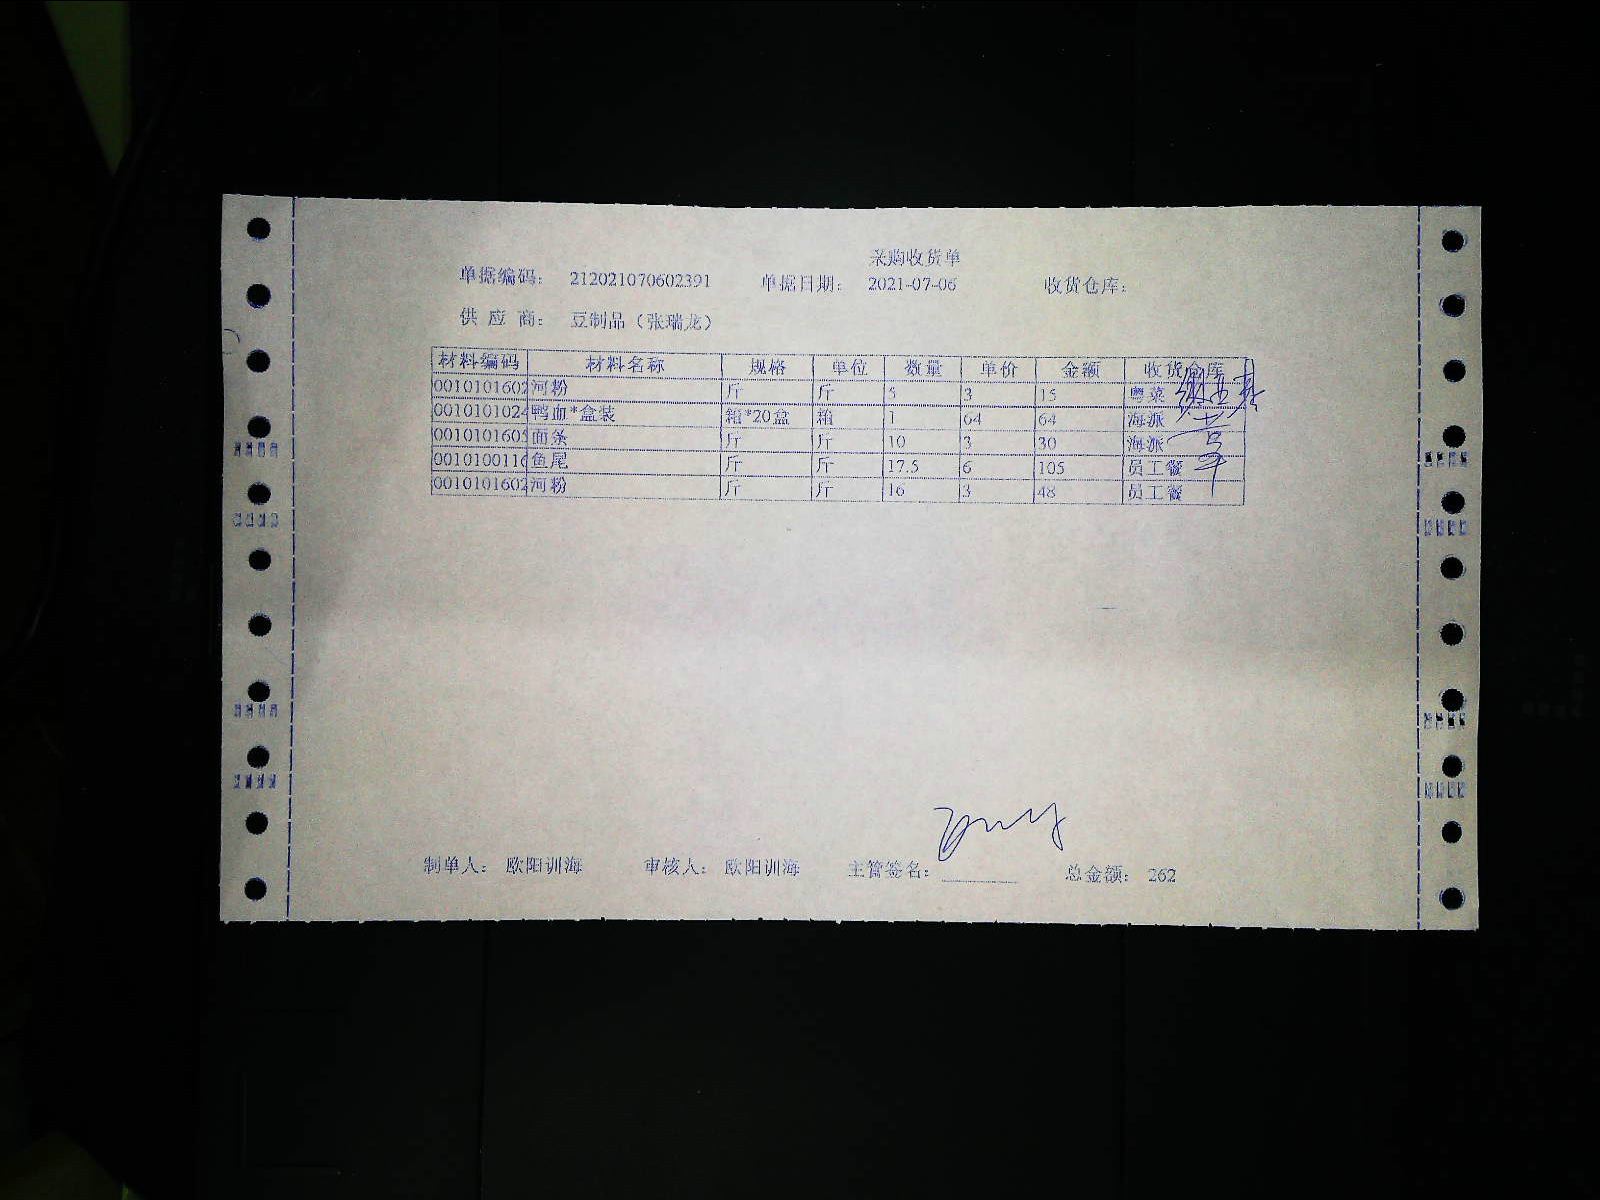 采购收货单
单据编码： 212021070602391 单据日期： 2021-07-06 收货仓库：
供 应 商： 豆制品（张瑞龙）
材料编码 材料名称 规格 单位 数量 单价 金额 收货仓库
0010101602 河粉 斤 斤 5 3 15 粤菜
0010101024 鸭血*盒装 箱*20盒 箱 1 64 64 海派
0010101605 面条 斤 斤 10 3 30 海派
0010100116 鱼尾 斤 斤 17.5 6 105 员工餐
0010101602 河粉 斤 斤 16 3 48 员工餐
制单人： 欧阳训海 审核人： 欧阳训海 主管签名： 总金额： 262